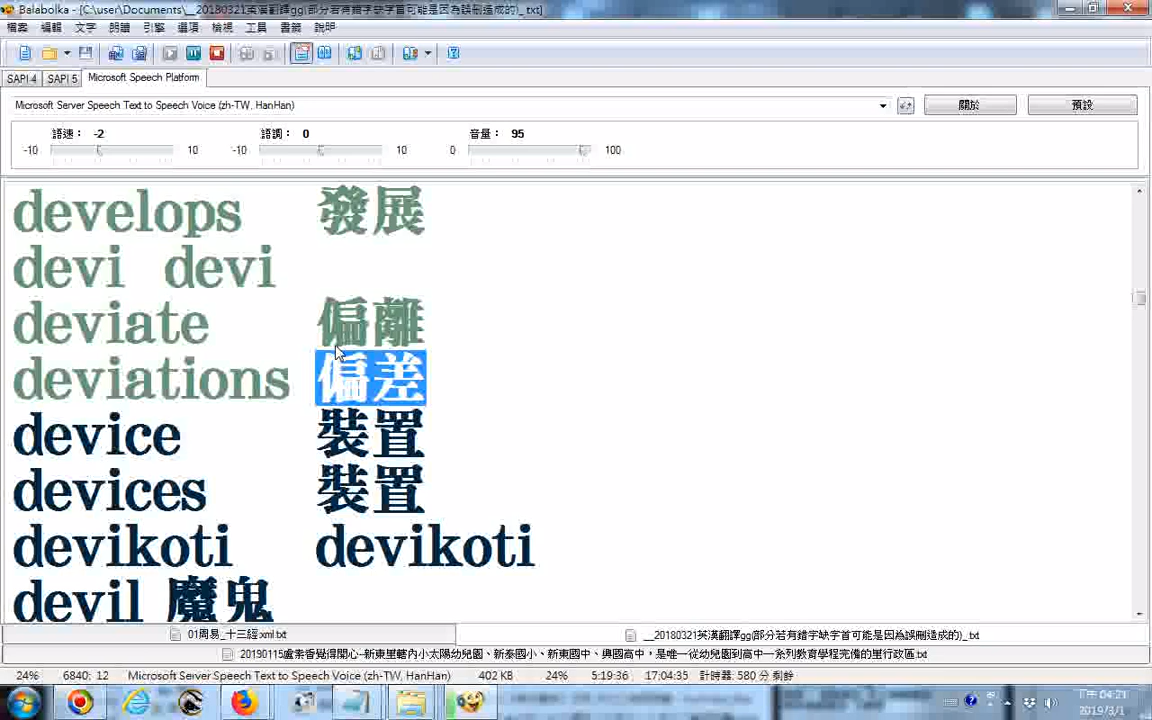 Balabolka - [C:\user\Documents\__20180321英漢翻譯gg(部分若有錯字缺字首可能是因為誤刪造成的)_.txt]
檔案 編輯 文字 朗讀 引擎 選項 檢視 工具 書籤 說明
SAPI 4 SAPI 5 Microsoft Speech Platform
Microsoft Server Speech Text to Speech Voice (zh-TW, HanHan) 關於 預設
語速： -2 語調： 0 音量： 95
-10 10 -10 10 0 100
develops 發展
devi devi
deviate 偏離
deviations 偏差
device 裝置
devices 裝置
devikoti devikoti
devil 魔鬼
01周易_十三經.xml.txt __20180321英漢翻譯gg(部分若有錯字缺字首可能是因為誤刪造成的)_.txt
20190115盧素香覺得開心-新東里轄內小太陽幼兒園、新泰國小、新東國中、興國高中，是唯一從幼兒園到高中一系列教育學程完備的里行政區.txt
24% 6840; 12 Microsoft Server Speech Text to Speech Voice (zh-TW, HanHan) 402 KB 24% 5:19:36 17:04:35 計時器: 580 分 剩餘
下午 04:21
2019/3/1